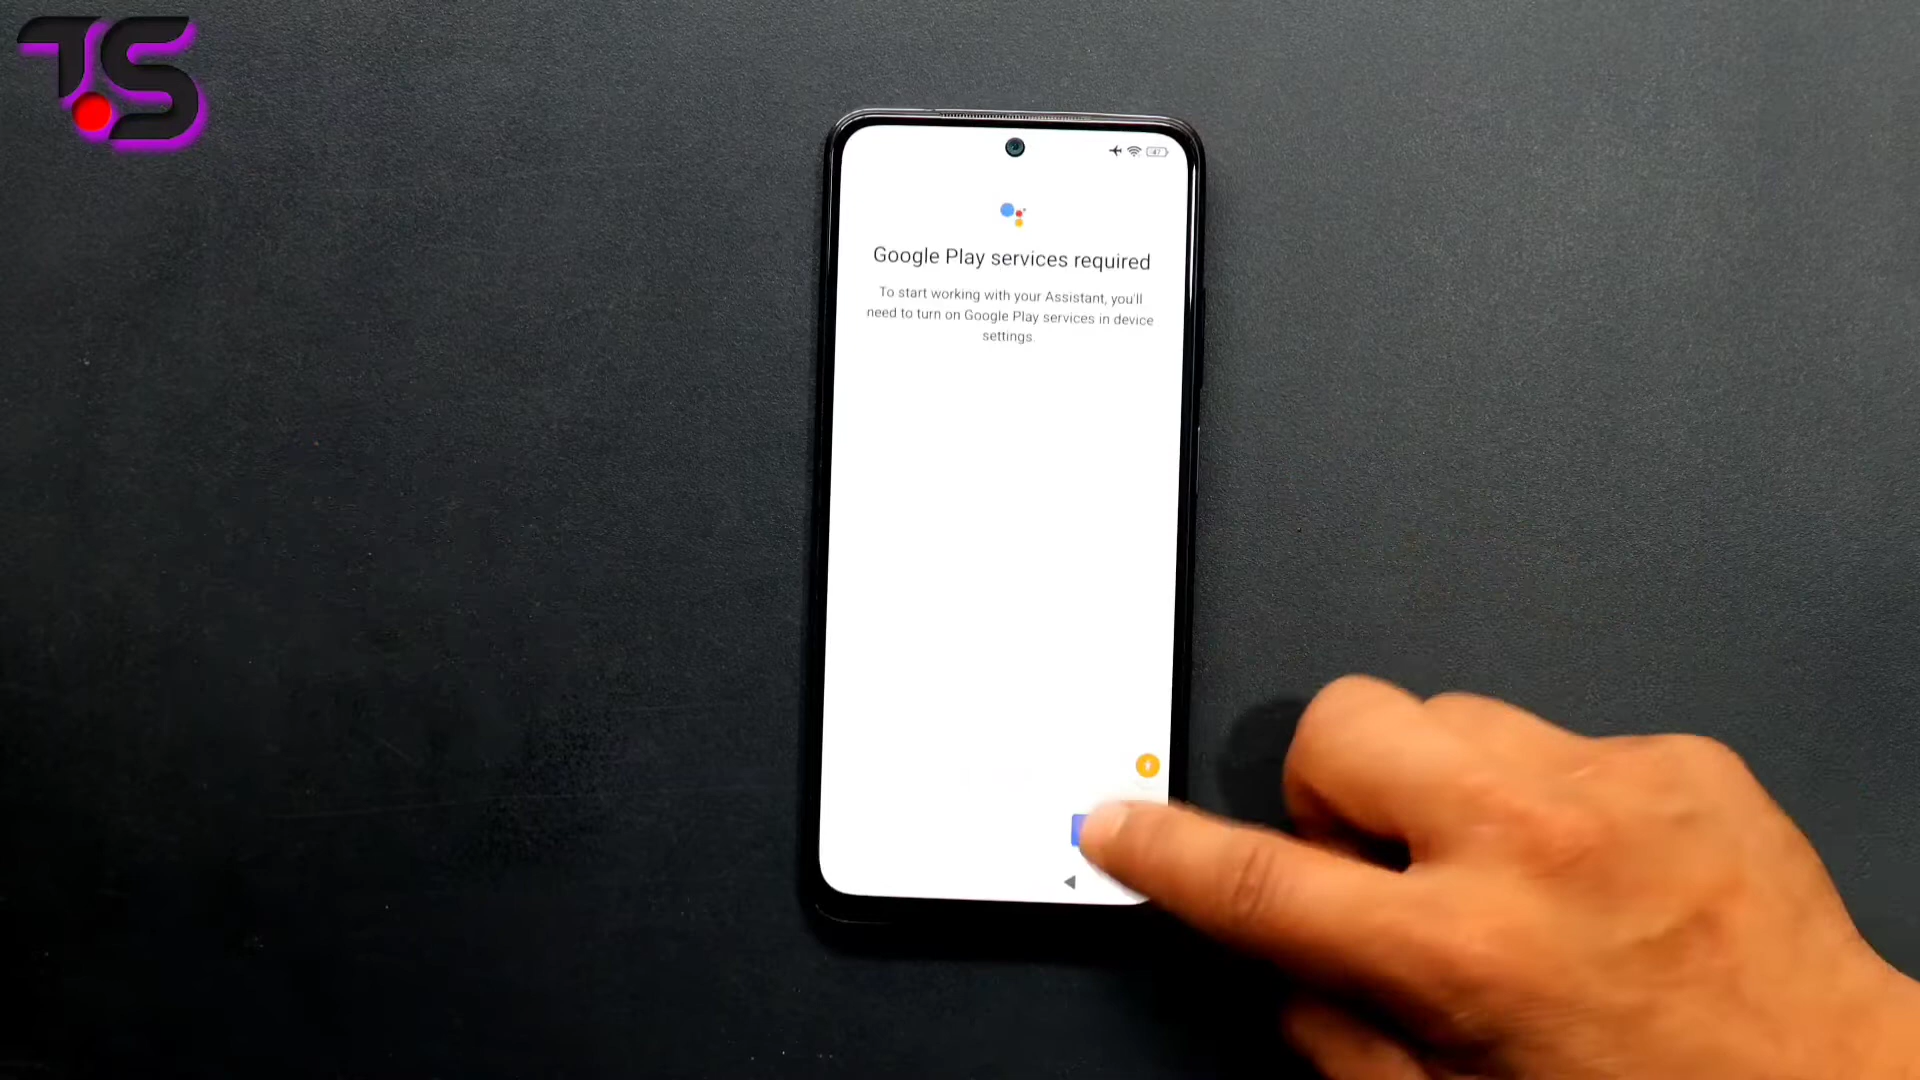 T.S
47
Google Play services required
To start working with your Assistant, you'll
need to turn on Google Play services in device
settings.